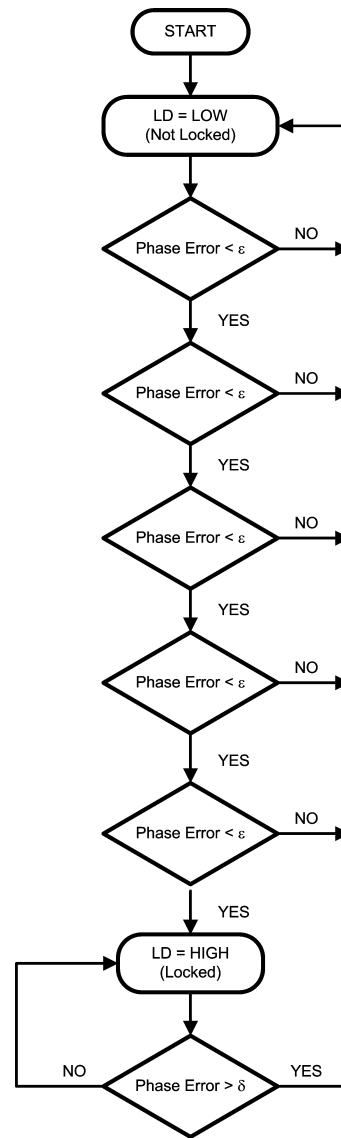 START
LD = LOW
(Not Locked)
Phase Error < ε
NO
YES
Phase Error < ε
NO
YES
Phase Error < ε
NO
YES
Phase Error < ε
NO
YES
Phase Error < ε
NO
YES
LD = HIGH
(Locked)
NO
Phase Error > δ
YES